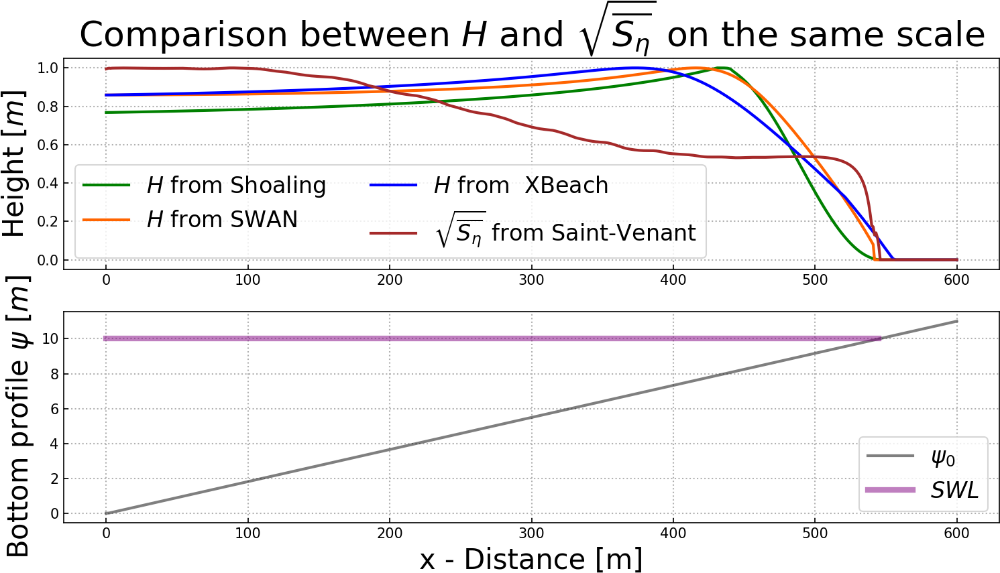 Comparison between H and √S̅_η on the same scale
Height [m]
1.0
0.8
0.6
0.4
0.2
0.0
H from Shoaling
H from SWAN
H from XBeach
√S̅_η from Saint-Venant
0 100 200 300 400 500 600
Bottom profile ψ [m]
10
8
6
4
2
0
ψ₀
SWL
0 100 200 300 400 500 600
x - Distance [m]